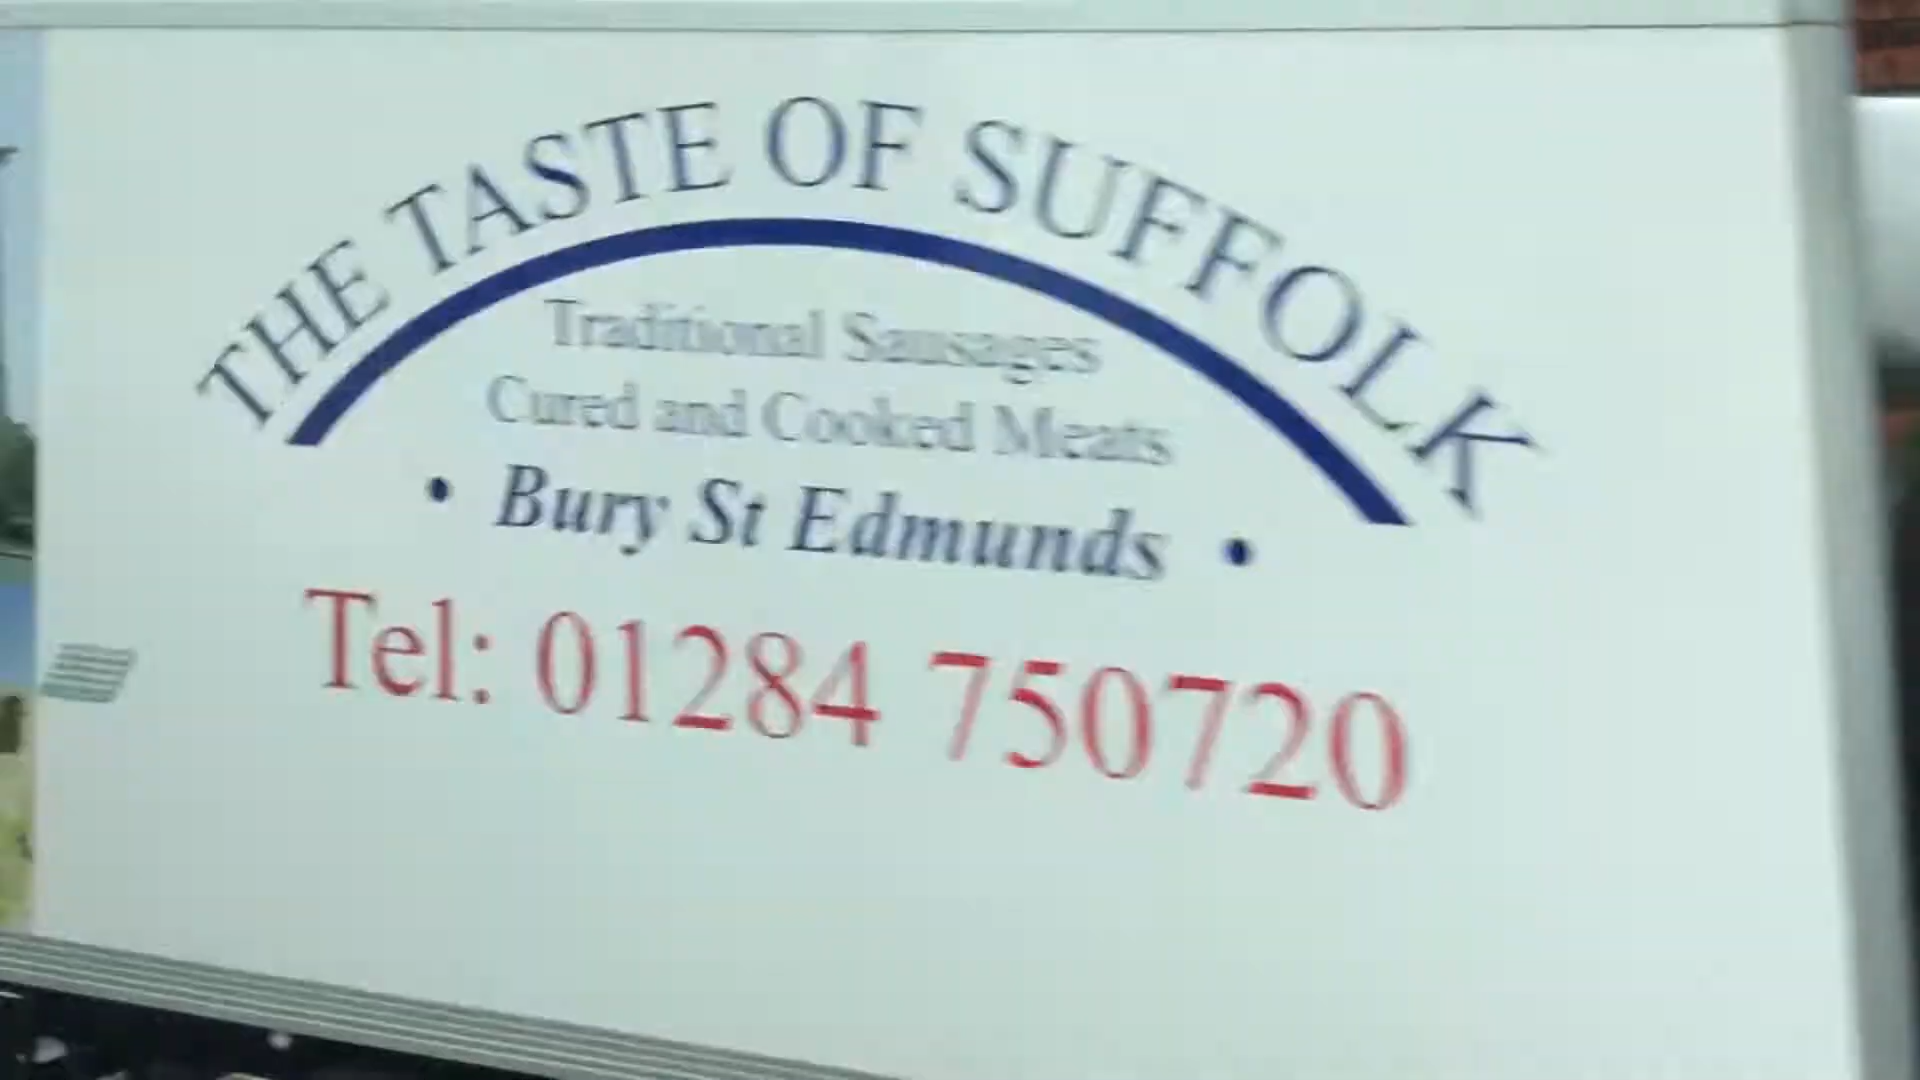 THE TASTE OF SUFFOLK
Traditional Sausages
Cured and Cooked Meats
• Bury St Edmunds •
Tel: 01284 750720